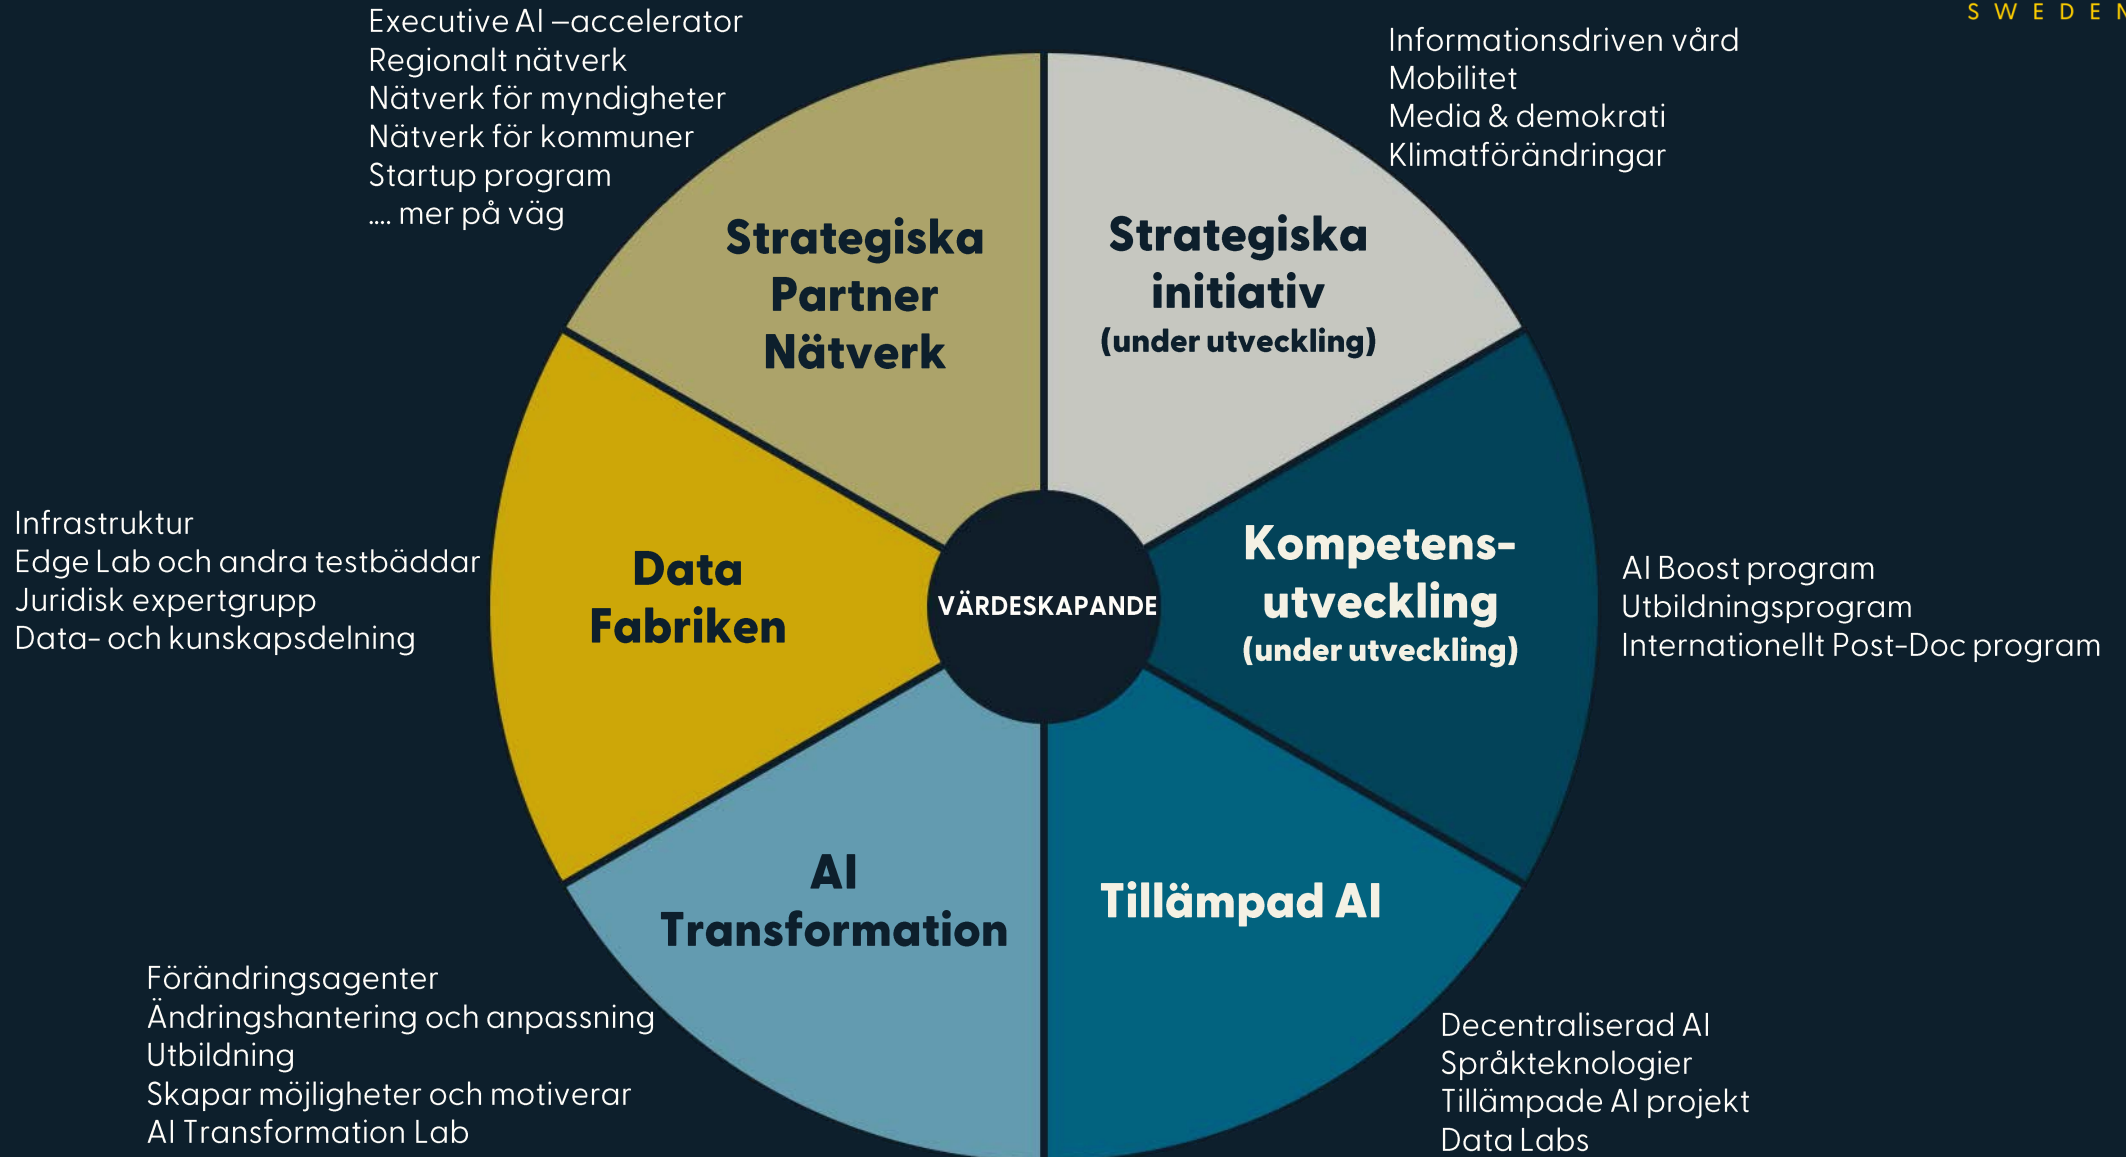 SWEDEN
Executive AI –accelerator
Regionalt nätverk
Nätverk för myndigheter
Nätverk för kommuner
Startup program
.... mer på väg
Informationsdriven vård
Mobilitet
Media & demokrati
Klimatförändringar
Strategiska
Partner
Nätverk
Strategiska
initiativ
(under utveckling)
Infrastruktur
Edge Lab och andra testbäddar
Juridisk expertgrupp
Data- och kunskapsdelning
Data
Fabriken
VÄRDESKAPANDE
Kompetens-
utveckling
(under utveckling)
AI Boost program
Utbildningsprogram
Internationellt Post-Doc program
AI
Transformation
Tillämpad AI
Förändringsagenter
Ändringshantering och anpassning
Utbildning
Skapar möjligheter och motiverar
AI Transformation Lab
Decentraliserad AI
Språkteknologier
Tillämpade AI projekt
Data Labs